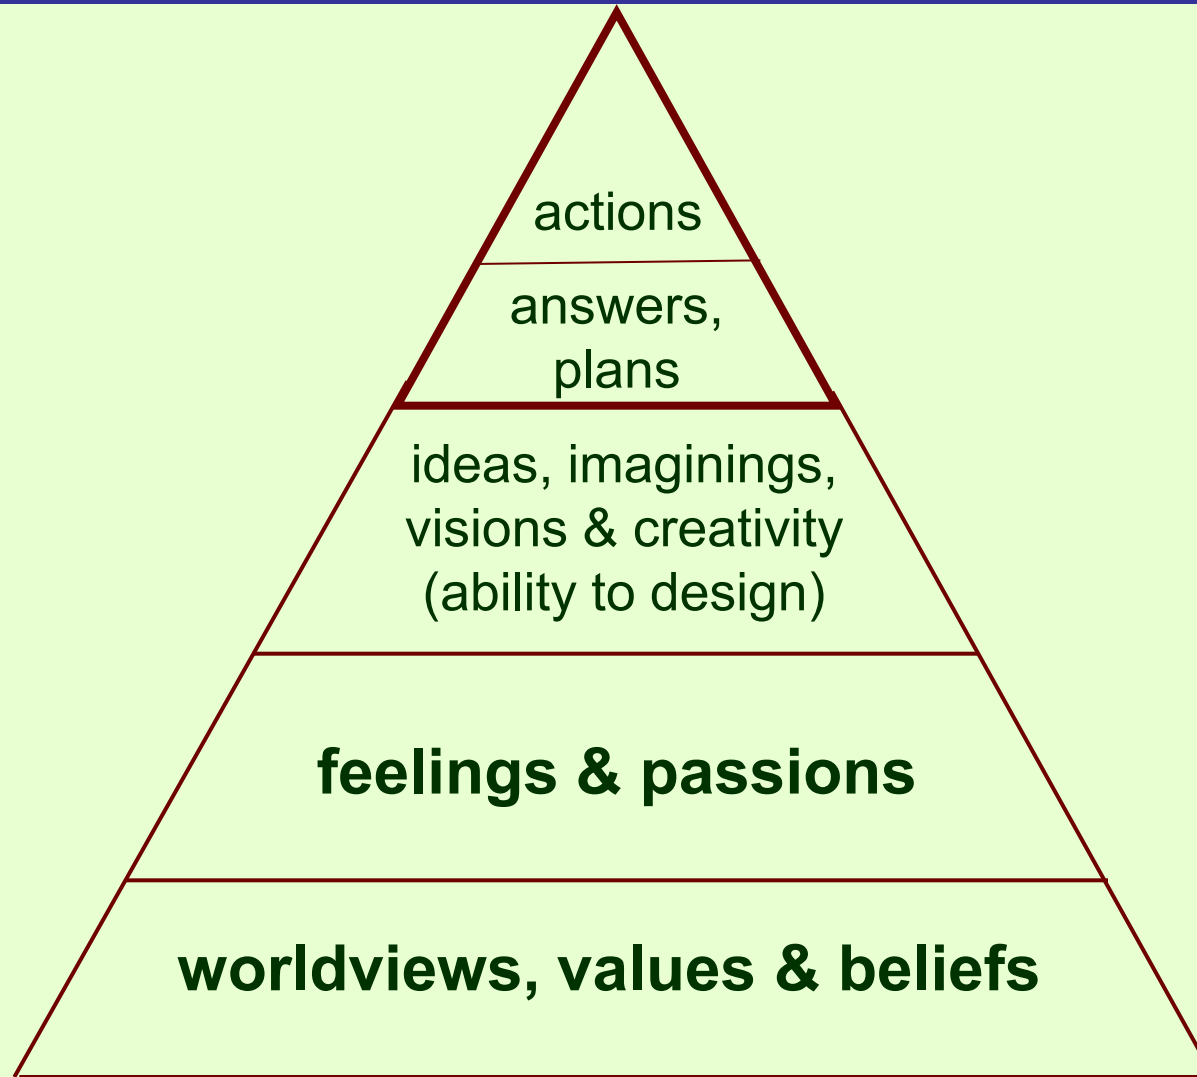 actions
answers,
plans
ideas, imaginings,
visions & creativity
(ability to design)
feelings & passions
worldviews, values & beliefs